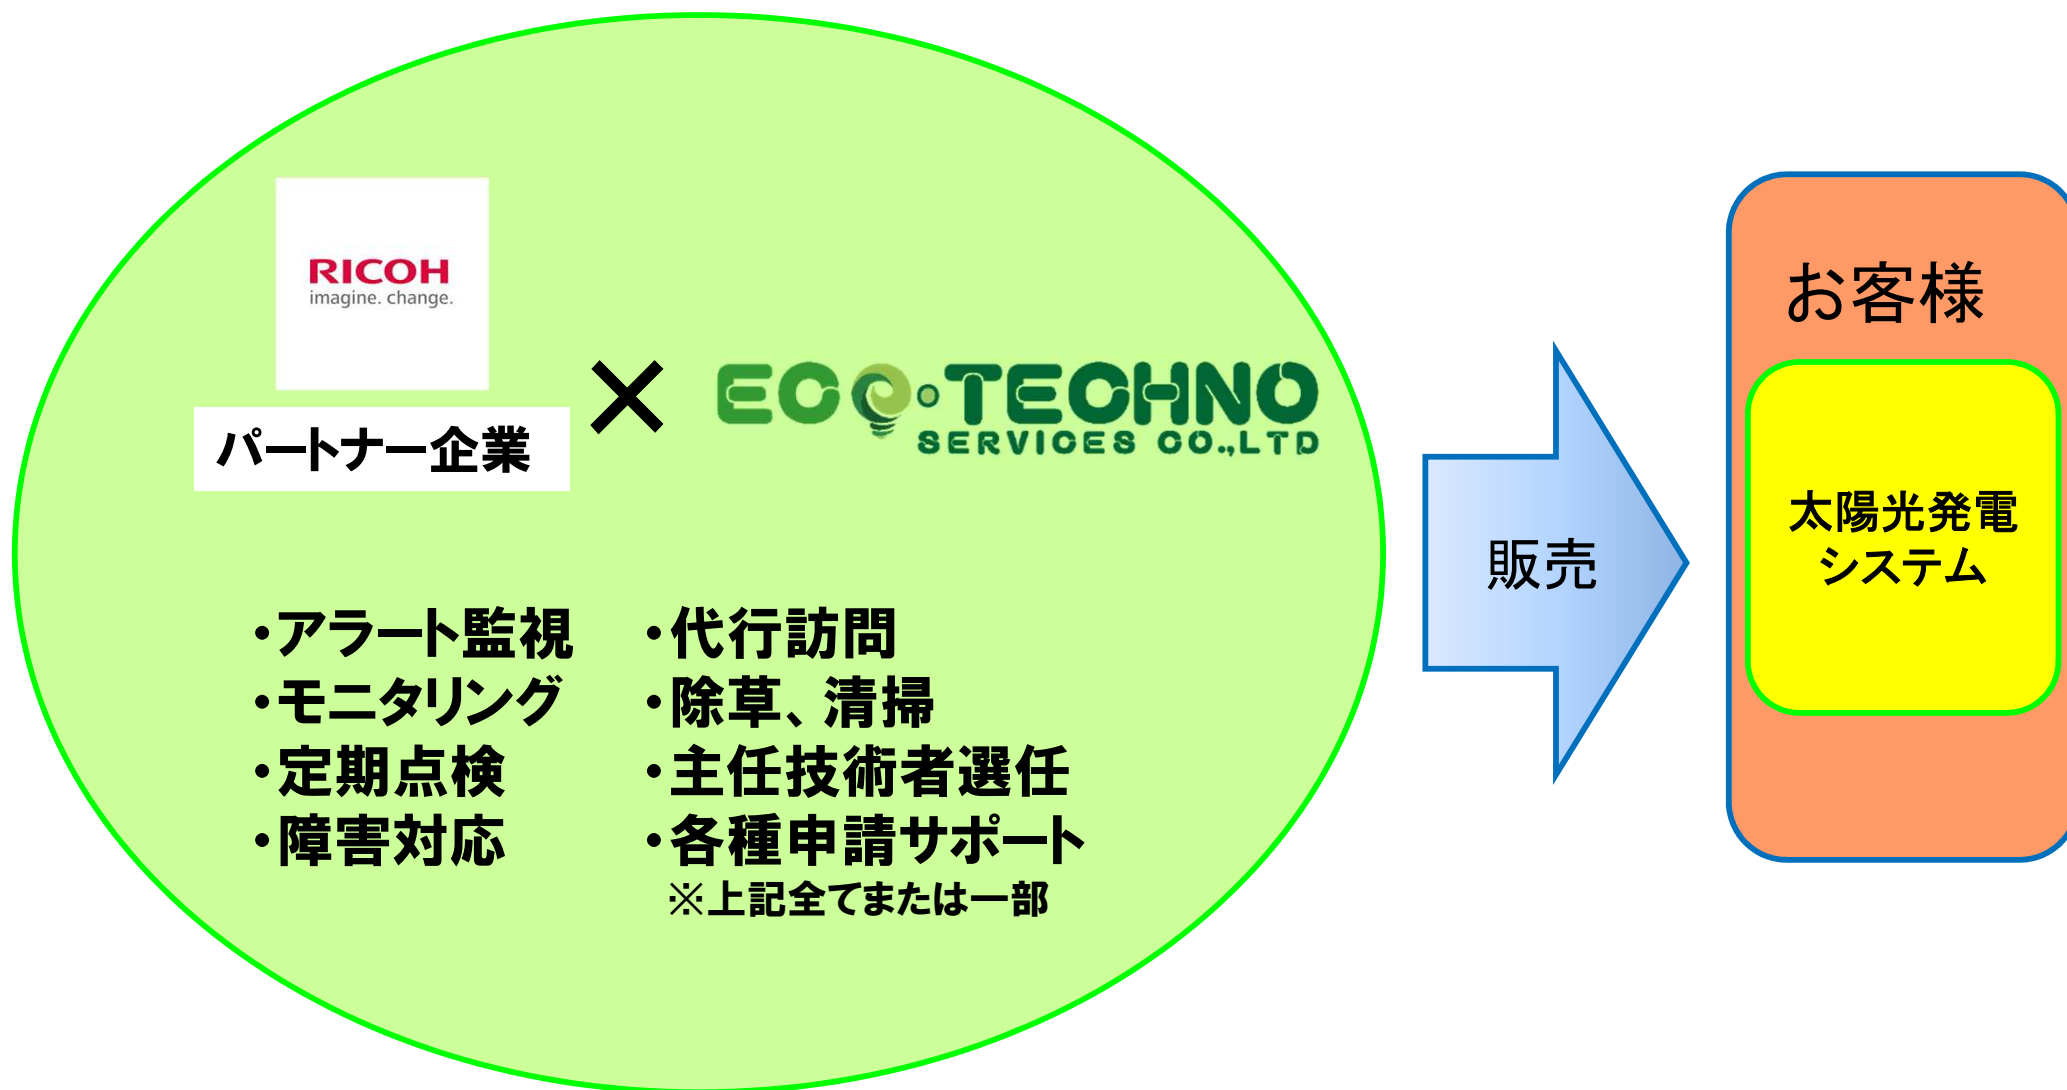 RICOH
imagine. change.
パートナー企業
×
ECO・TECHNO
SERVICES CO.,LTD
・アラート監視
・モニタリング
・定期点検
・障害対応
・代行訪問
・除草、清掃
・主任技術者選任
・各種申請サポート
※上記全てまたは一部
販売
お客様
太陽光発電
システム